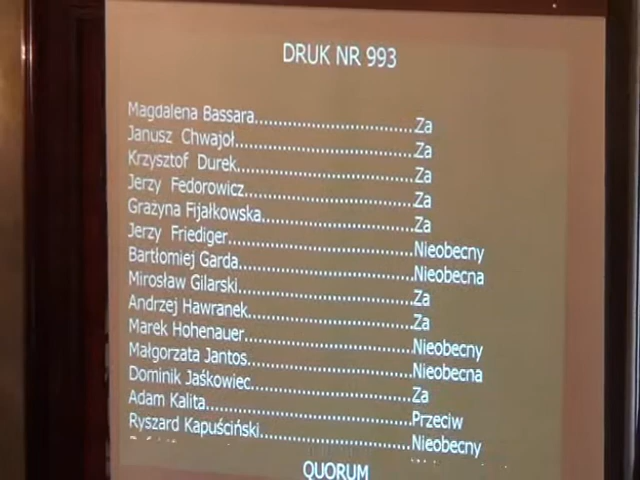 DRUK NR 993
Magdalena Bassara........................................Za
Janusz Chwajoł........................................Za
Krzysztof Durek........................................Za
Jerzy Fedorowicz........................................Za
Grażyna Fijałkowska........................................Za
Jerzy Friediger........................................Nieobecny
Bartłomiej Garda........................................Nieobecna
Mirosław Gilarski........................................Za
Andrzej Hawranek........................................Za
Marek Hohenauer........................................Nieobecny
Małgorzata Jantos........................................Nieobecna
Dominik Jaśkowiec........................................Za
Adam Kalita........................................Przeciw
Ryszard Kapuściński........................................Nieobecny
QUORUM